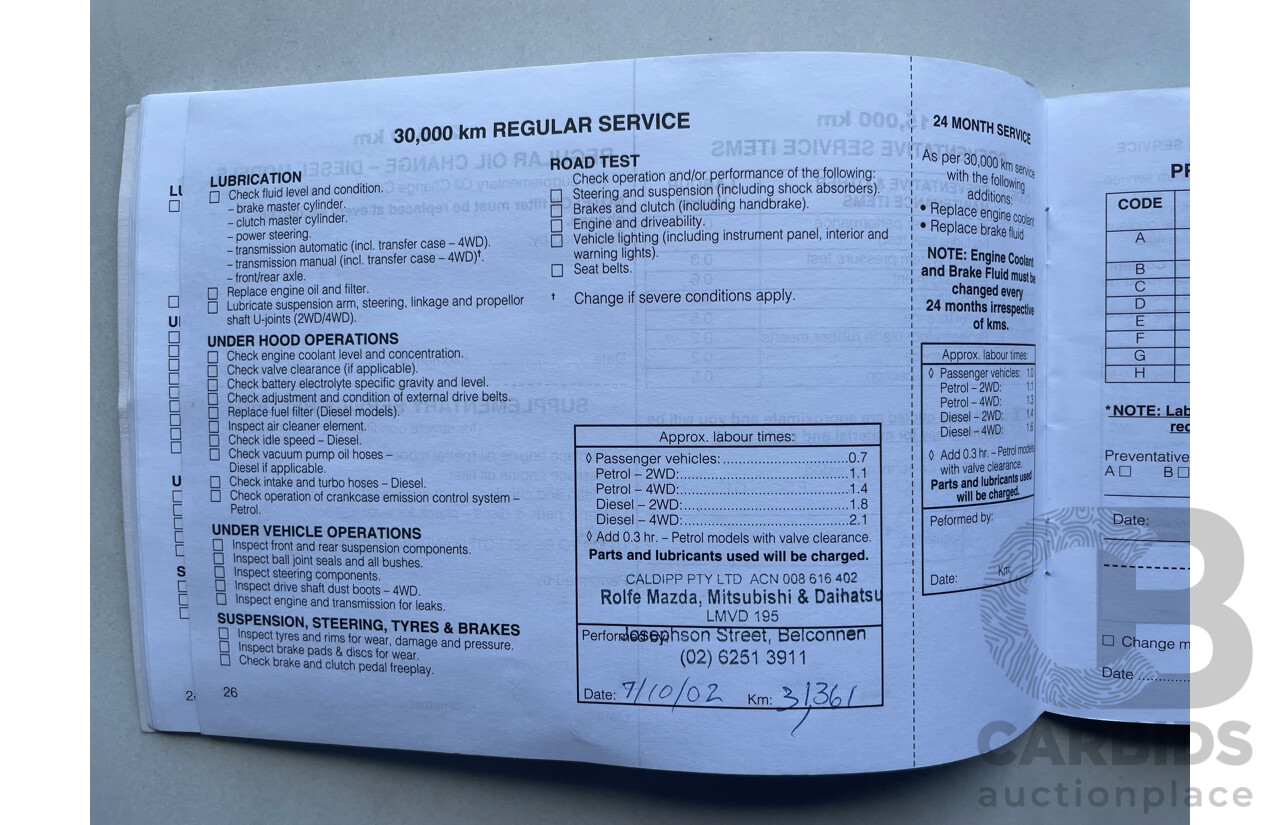 30,000 km REGULAR SERVICE
LUBRICATION
Check fluid level and condition.
– brake master cylinder.
– clutch master cylinder.
– power steering.
– transmission automatic (incl. transfer case – 4WD).
– transmission manual (incl. transfer case – 4WD)†.
– front/rear axle.
Replace engine oil and filter.
Lubricate suspension arm, steering, linkage and propellor
shaft U-joints (2WD/4WD).
UNDER HOOD OPERATIONS
Check engine coolant level and concentration.
Check valve clearance (if applicable).
Check battery electrolyte specific gravity and level.
Check adjustment and condition of external drive belts.
Replace fuel filter (Diesel models).
Inspect air cleaner element.
Check idle speed – Diesel.
Check vacuum pump oil hoses –
Diesel if applicable.
Check intake and turbo hoses – Diesel.
Check operation of crankcase emission control system –
Petrol.
UNDER VEHICLE OPERATIONS
Inspect front and rear suspension components.
Inspect ball joint seals and all bushes.
Inspect steering components.
Inspect drive shaft dust boots – 4WD.
Inspect engine and transmission for leaks.
SUSPENSION, STEERING, TYRES & BRAKES
Inspect tyres and rims for wear, damage and pressure.
Inspect brake pads & discs for wear.
Check brake and clutch pedal freeplay.
26
ROAD TEST
Check operation and/or performance of the following:
Steering and suspension (including shock absorbers).
Brakes and clutch (including handbrake).
Engine and driveability.
Vehicle lighting (including instrument panel, interior and
warning lights).
Seat belts.
† Change if severe conditions apply.
Approx. labour times:
◊ Passenger vehicles:..............................0.7
Petrol – 2WD:..............................1.1
Petrol – 4WD:..............................1.4
Diesel – 2WD:..............................1.8
Diesel – 4WD:..............................2.1
◊ Add 0.3 hr. – Petrol models with valve clearance.
Parts and lubricants used will be charged.
CALDIPP PTY LTD ACN 008 616 402
Rolfe Mazda, Mitsubishi & Daihatsu
LMVD 195
Performed by:
Josephson Street, Belconnen
(02) 6251 3911
Date: 7/10/02 Km: 31,361
24 MONTH SERVICE
As per 30,000 km service
with the following
additions:
• Replace engine coolant
• Replace brake fluid
NOTE: Engine Coolant
and Brake Fluid must be
changed every
24 months irrespective
of kms.
Approx. labour times:
◊ Passenger vehicles: 1.0
Petrol – 2WD: 1.1
Petrol – 4WD: 1.3
Diesel – 2WD: 1.4
Diesel – 4WD: 1.6
◊ Add 0.3 hr. – Petrol models
with valve clearance.
Parts and lubricants used
will be charged.
Peformed by:
Date: Km:
CODE
A
B
C
D
E
F
G
H
*NOTE: Lab
Preventative
A B
Date:
Change m
Date
CARBIDS
auctionplace